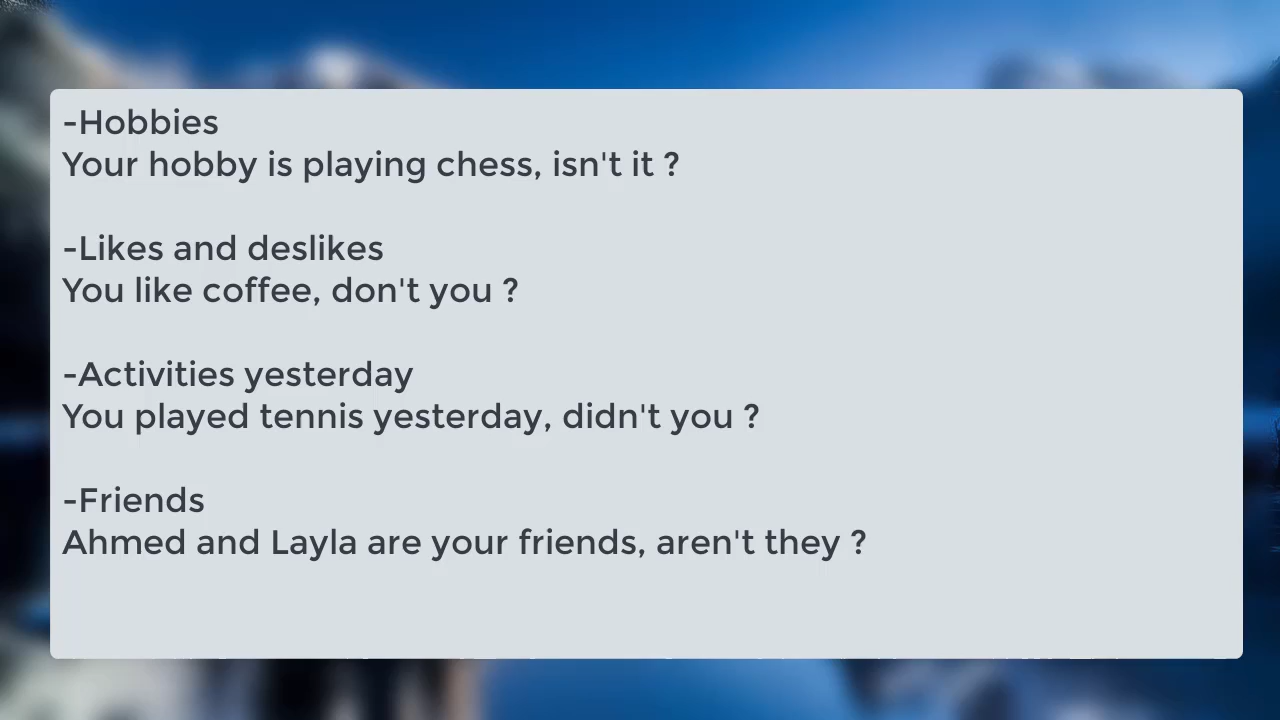 -Hobbies
Your hobby is playing chess, isn't it ?
-Likes and deslikes
You like coffee, don't you ?
-Activities yesterday
You played tennis yesterday, didn't you ?
-Friends
Ahmed and Layla are your friends, aren't they ?